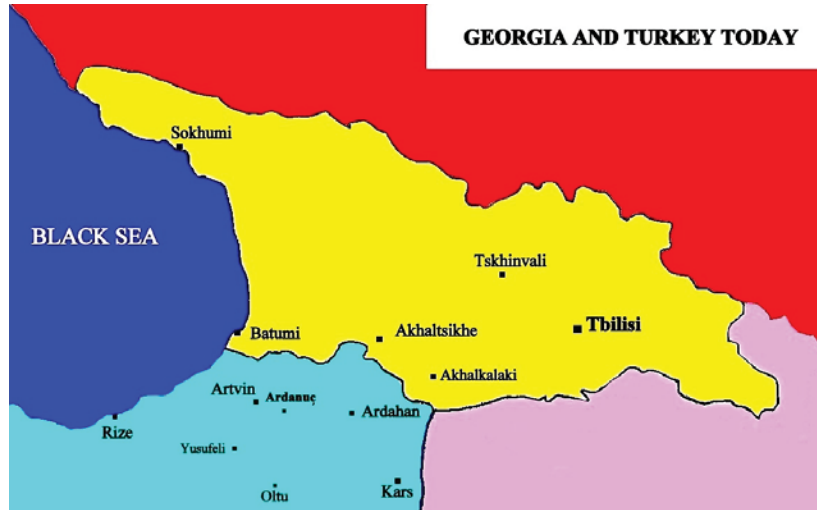 GEORGIA AND TURKEY TODAY
Sokhumi
BLACK SEA
Tskhinvali
Batumi
Akhaltsikhe
Tbilisi
Akhalkalaki
Artvin
Ardanuç
Ardahan
Rize
Yusufeli
Oltu
Kars